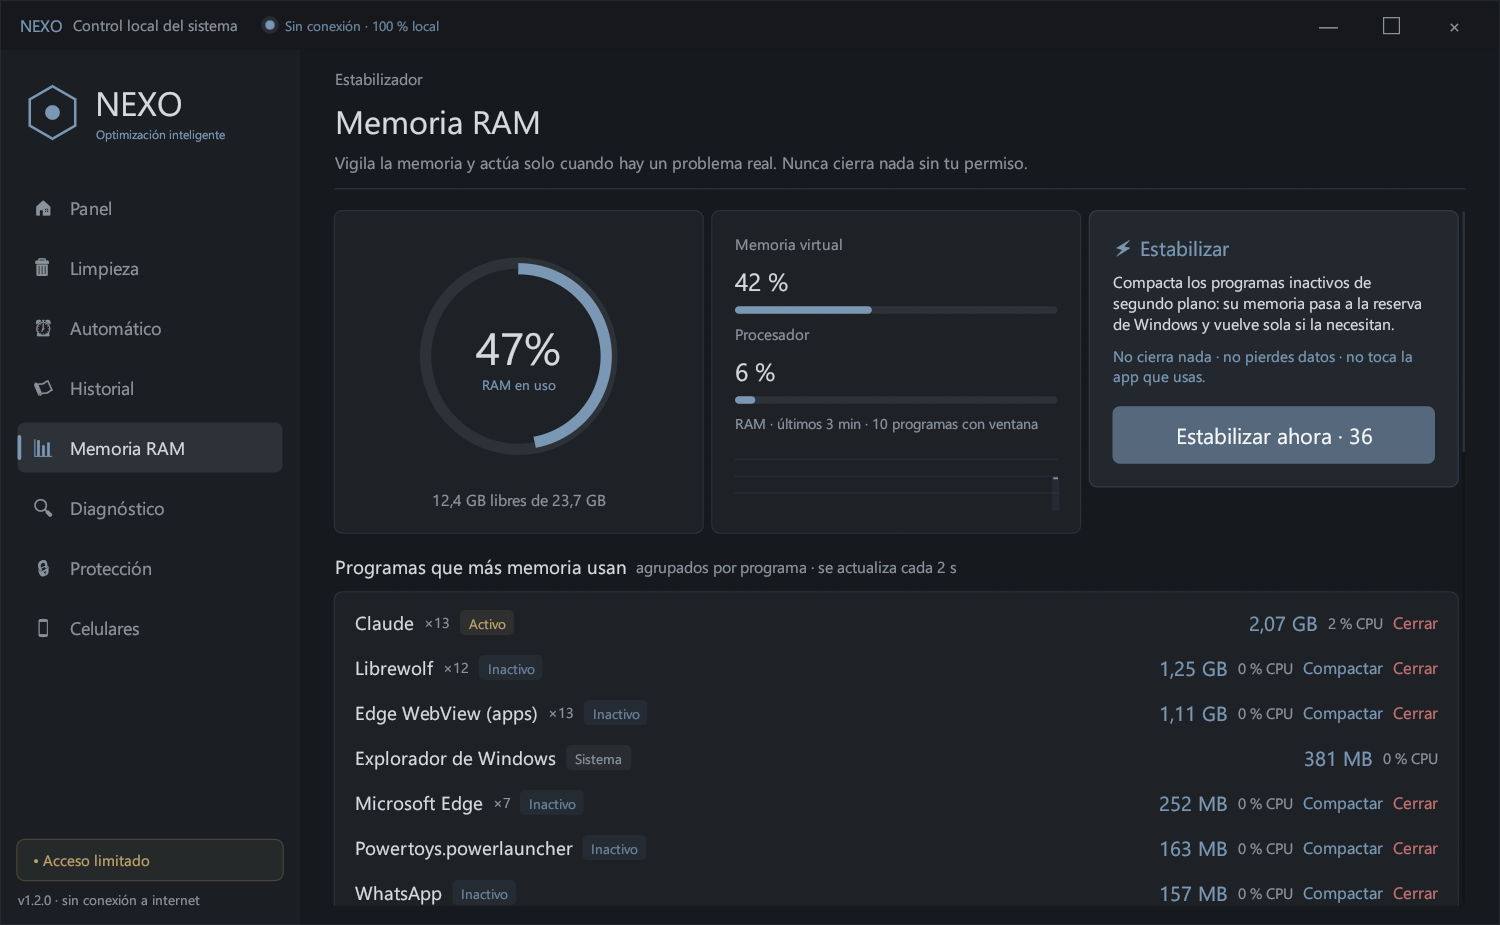 NEXO Control local del sistema Sin conexión · 100 % local
NEXO
Optimización inteligente
Panel
Limpieza
Automático
Historial
Memoria RAM
Diagnóstico
Protección
Celulares
• Acceso limitado
v1.2.0 · sin conexión a internet
Estabilizador
Memoria RAM
Vigila la memoria y actúa solo cuando hay un problema real. Nunca cierra nada sin tu permiso.
47%
RAM en uso
12,4 GB libres de 23,7 GB
Memoria virtual
42 %
Procesador
6 %
RAM · últimos 3 min · 10 programas con ventana
Estabilizar
Compacta los programas inactivos de
segundo plano: su memoria pasa a la reserva
de Windows y vuelve sola si la necesitan.
No cierra nada · no pierdes datos · no toca la
app que usas.
Estabilizar ahora · 36
Programas que más memoria usan agrupados por programa · se actualiza cada 2 s
Claude ×13 Activo 2,07 GB 2 % CPU Cerrar
Librewolf ×12 Inactivo 1,25 GB 0 % CPU Compactar Cerrar
Edge WebView (apps) ×13 Inactivo 1,11 GB 0 % CPU Compactar Cerrar
Explorador de Windows Sistema 381 MB 0 % CPU
Microsoft Edge ×7 Inactivo 252 MB 0 % CPU Compactar Cerrar
Powertoys.powerlauncher Inactivo 163 MB 0 % CPU Compactar Cerrar
WhatsApp Inactivo 157 MB 0 % CPU Compactar Cerrar